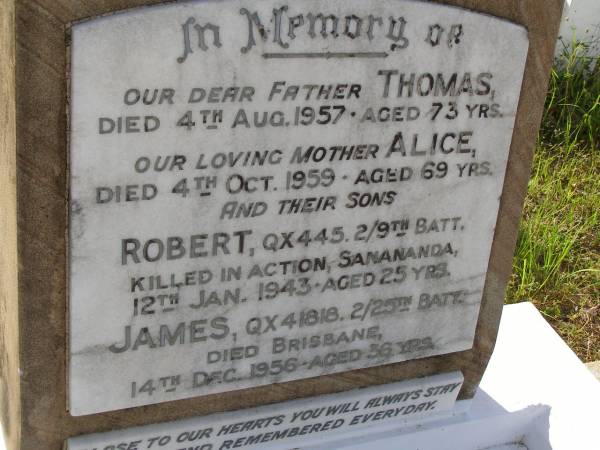 In Memory of
OUR DEAR FATHER THOMAS,
DIED 4TH AUG. 1957 · AGED 73 YRS.
OUR LOVING MOTHER ALICE,
DIED 4TH OCT. 1959 · AGED 69 YRS.
AND THEIR SONS
ROBERT, QX445. 2/9TH BATT.
KILLED IN ACTION, SANANANDA,
12TH JAN. 1943 · AGED 25 YRS.
JAMES, QX41818. 2/25TH BATT.
DIED BRISBANE,
14TH DEC. 1956 · AGED 36 YRS.
TO OUR HEARTS YOU WILL ALWAYS STAY
AND REMEMBERED EVERYDAY.